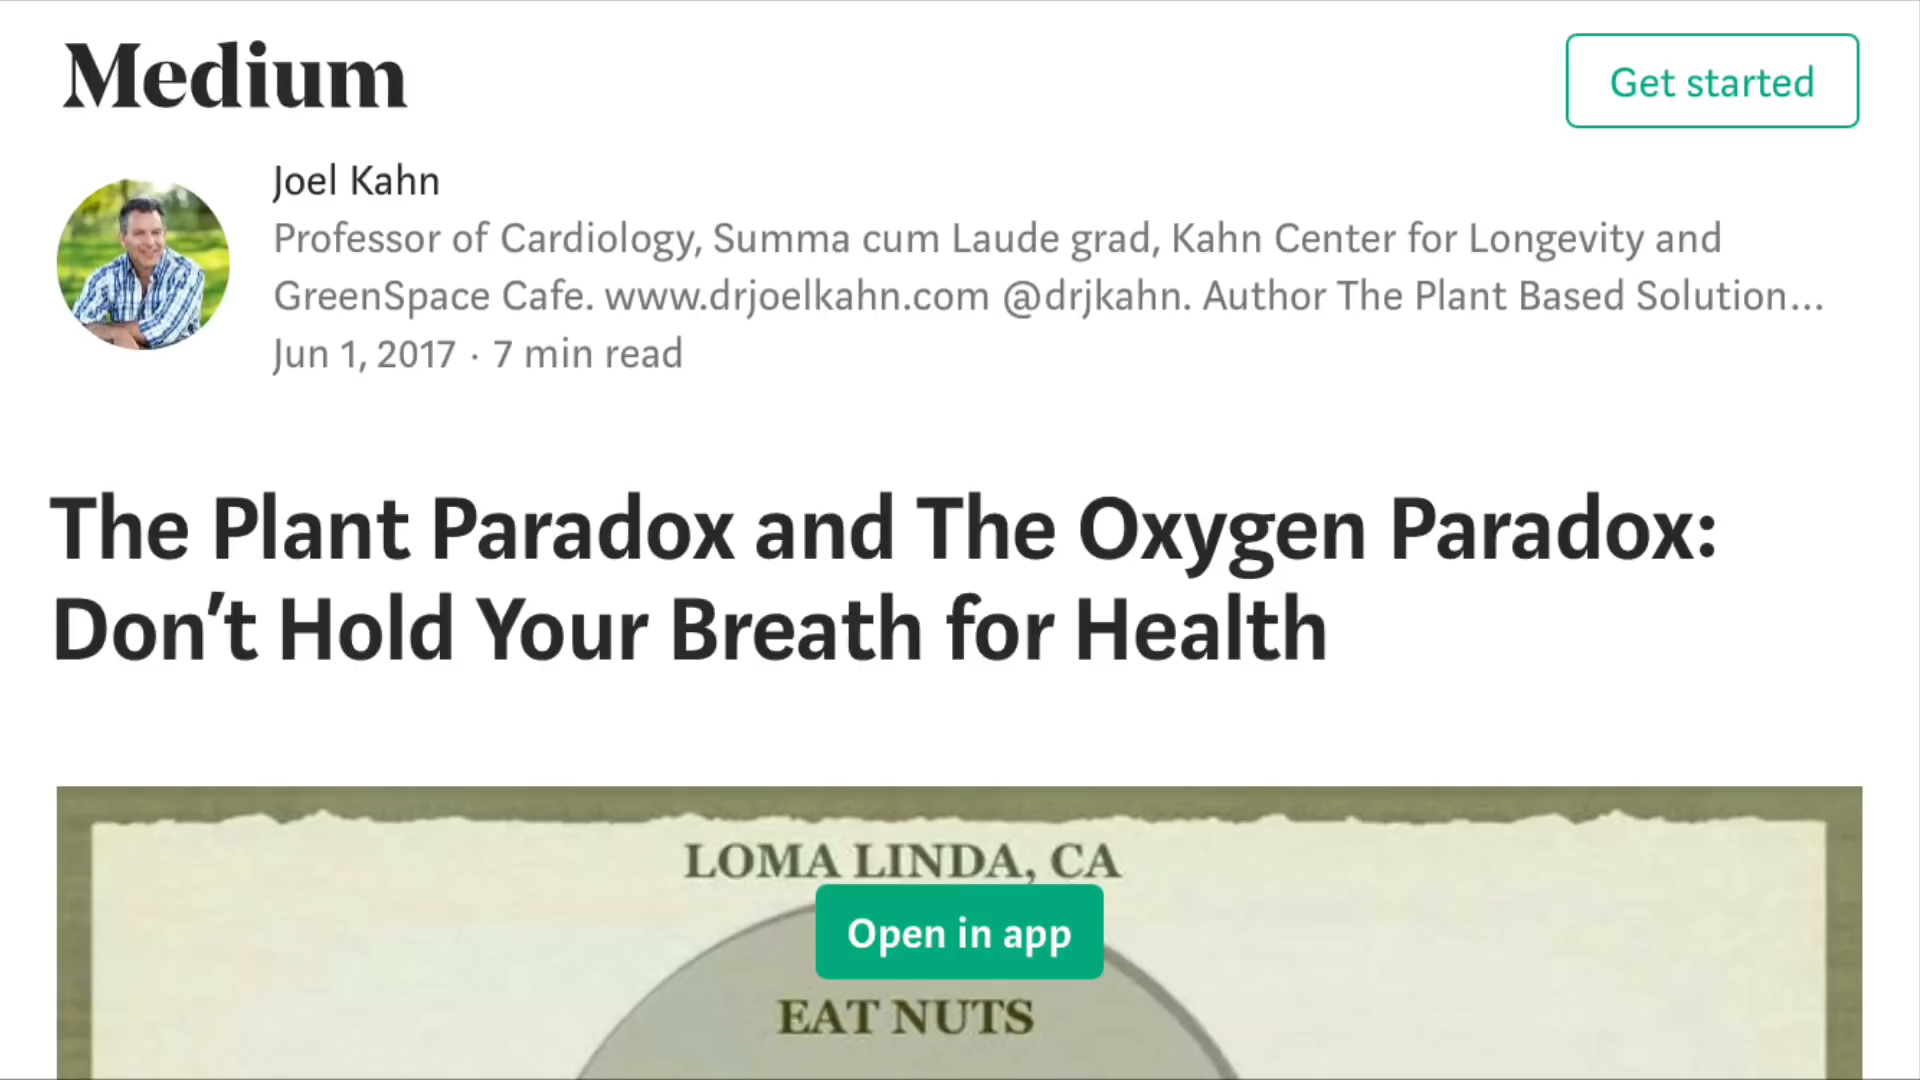 Medium
Get started
Joel Kahn
Professor of Cardiology, Summa cum Laude grad, Kahn Center for Longevity and
GreenSpace Cafe. www.drjoelkahn.com @drjkahn. Author The Plant Based Solution...
Jun 1, 2017 · 7 min read
The Plant Paradox and The Oxygen Paradox:
Don't Hold Your Breath for Health
LOMA LINDA, CA
Open in app
EAT NUTS